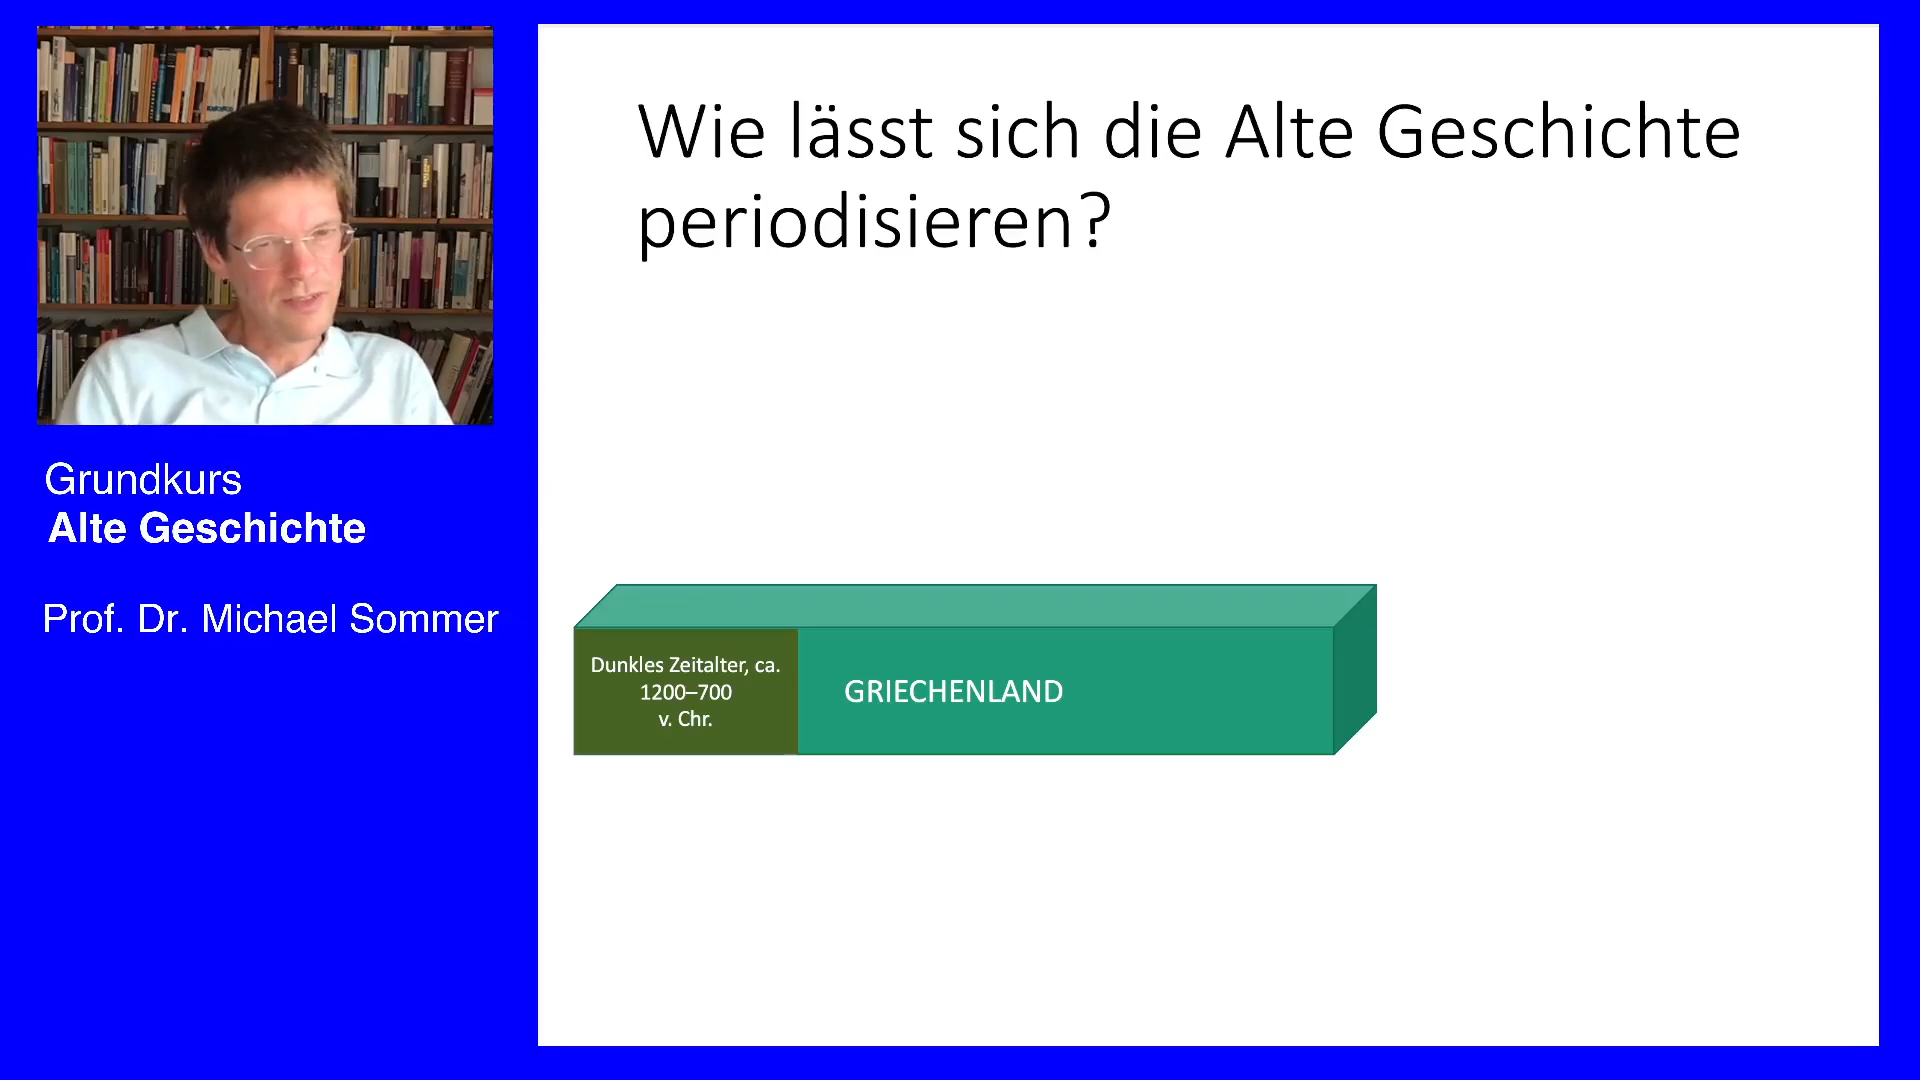 Wie lässt sich die Alte Geschichte
periodisieren?
Grundkurs
Alte Geschichte
Prof. Dr. Michael Sommer
Dunkles Zeitalter, ca.
1200–700
v. Chr.
GRIECHENLAND